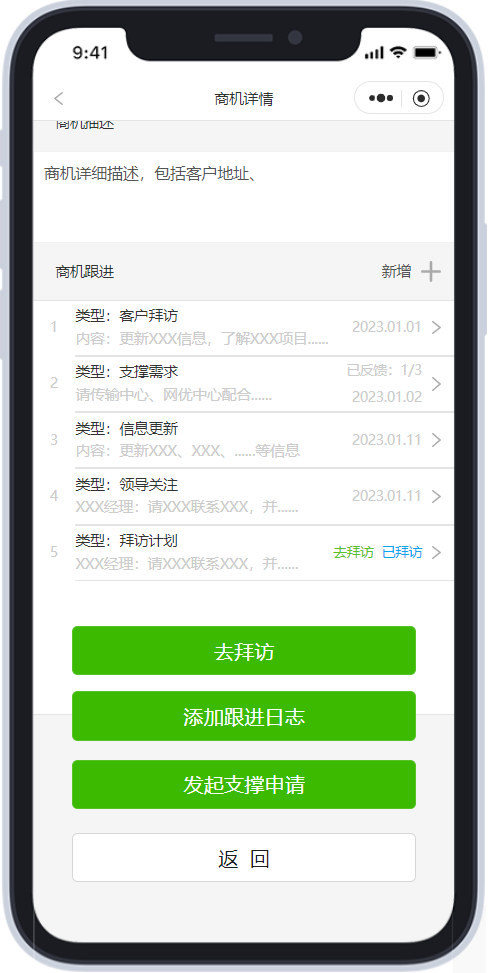 9:41
商机详情
商机描述
商机详细描述，包括客户地址、
商机跟进 新增
1 类型：客户拜访
内容：更新XXX信息，了解XXX项目...... 2023.01.01
2 类型：支撑需求 已反馈：1/3
请传输中心、网优中心配合...... 2023.01.02
3 类型：信息更新
内容：更新XXX、XXX、......等信息 2023.01.11
4 类型：领导关注
XXX经理：请XXX联系XXX，并...... 2023.01.11
5 类型：拜访计划
XXX经理：请XXX联系XXX，并...... 去拜访 已拜访
去拜访
添加跟进日志
发起支撑申请
返 回